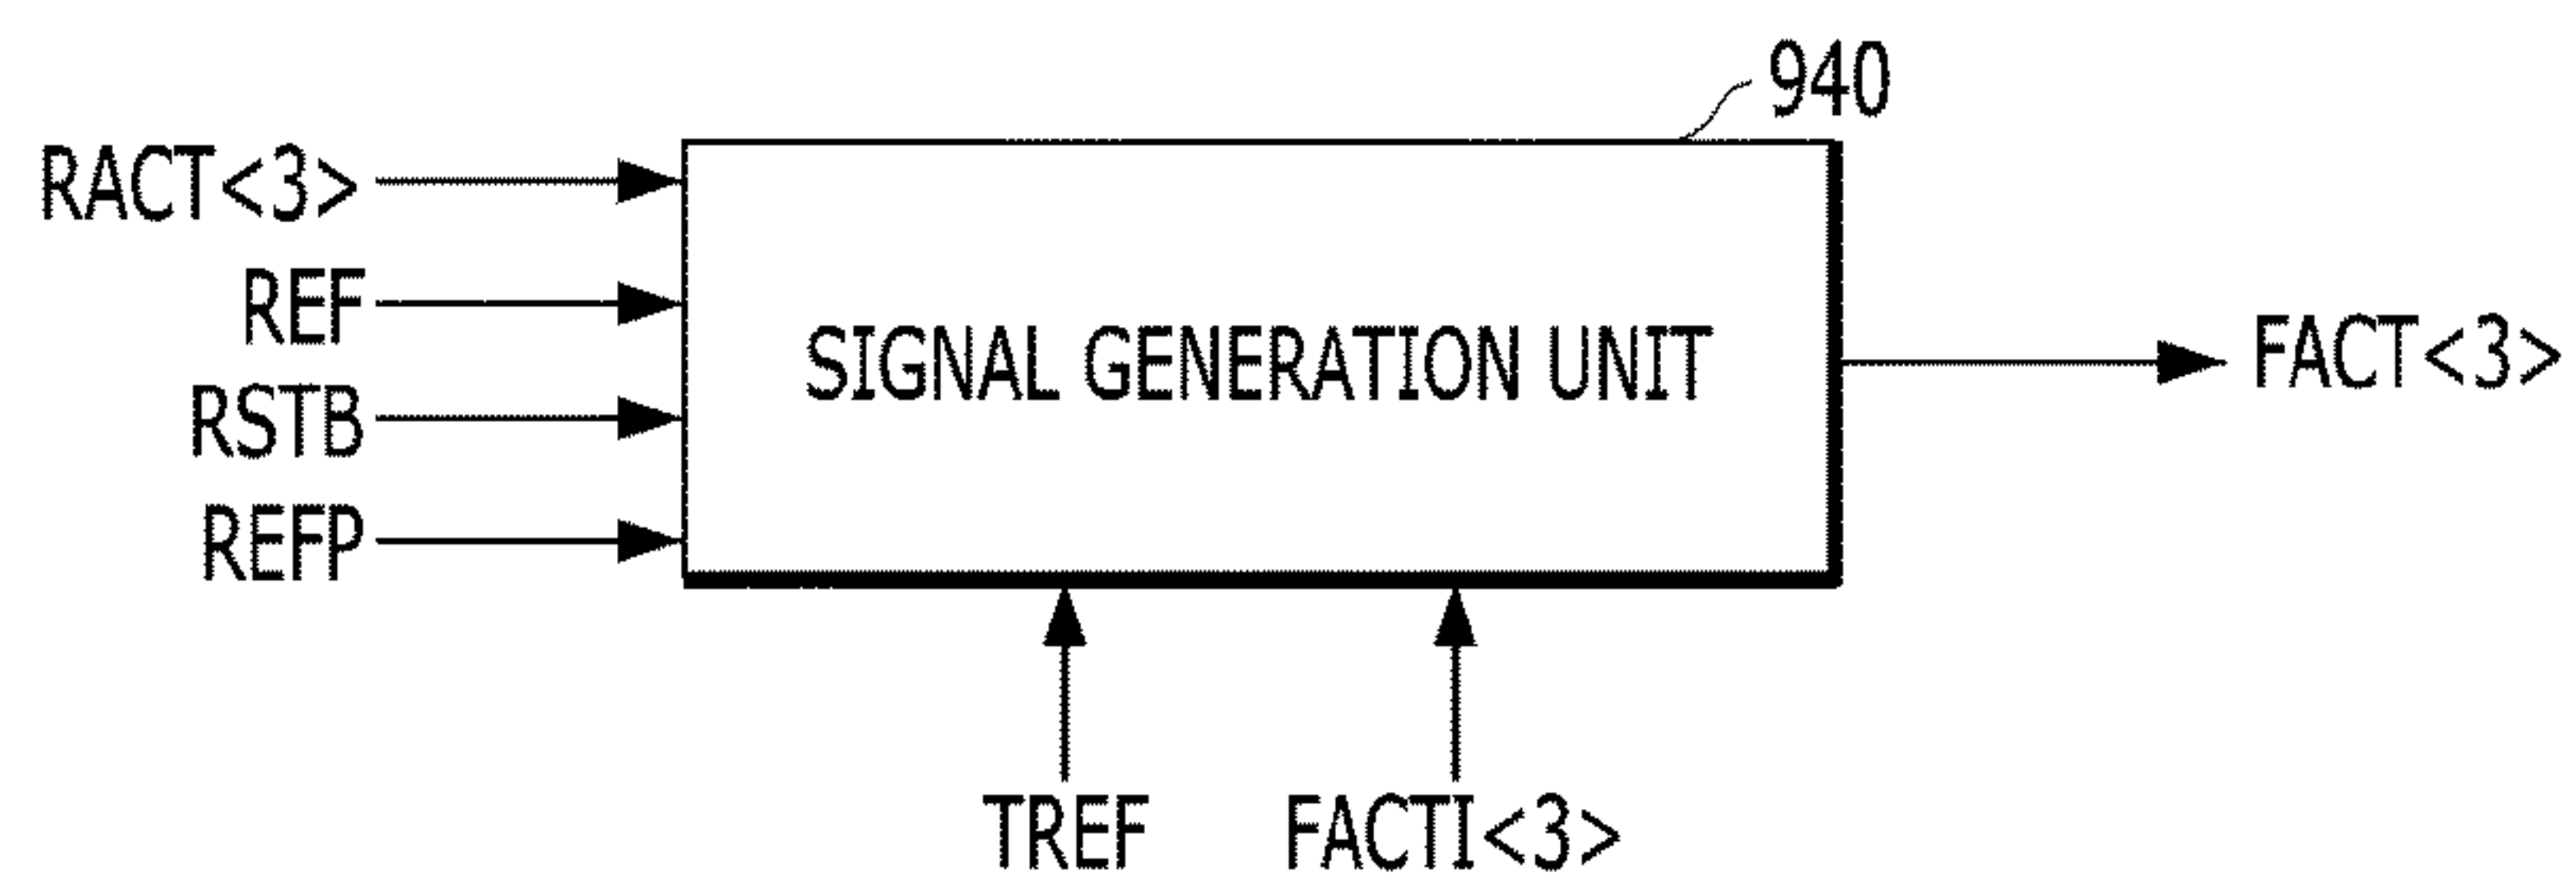 940
RACT<3>
REF
RSTB
REFP
SIGNAL GENERATION UNIT
FACT<3>
TREF
FACTI<3>